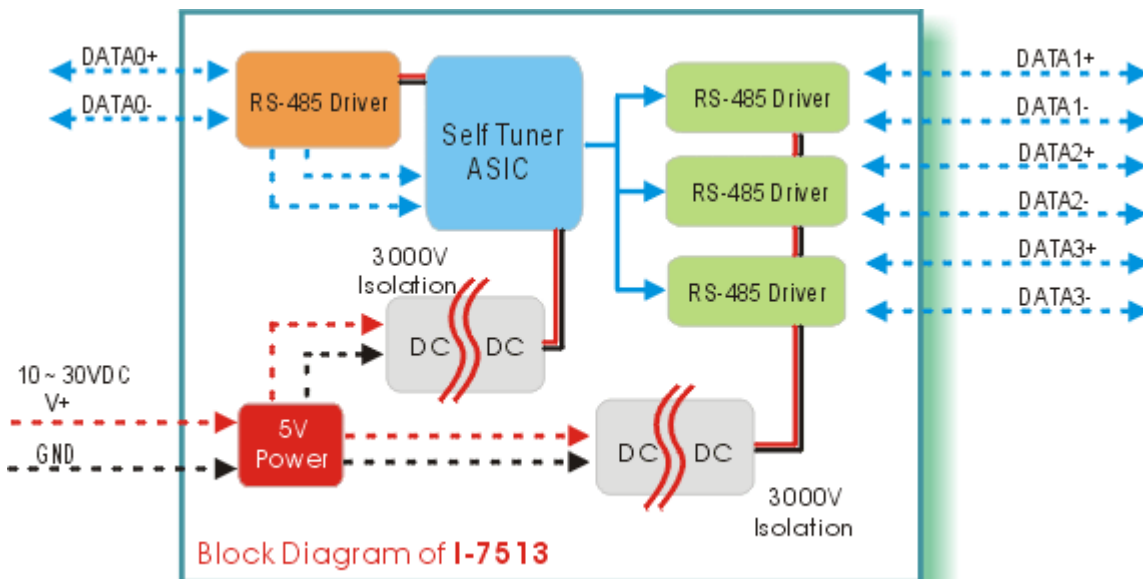 DATA0+
DATA0-
RS-485 Driver
Self Tuner
ASIC
RS-485 Driver
RS-485 Driver
RS-485 Driver
DATA1+
DATA1-
DATA2+
DATA2-
DATA3+
DATA3-
3000V
Isolation
DC DC
10~30VDC
V+
GND
5V
Power
DC DC
3000V
Isolation
Block Diagram of I-7513